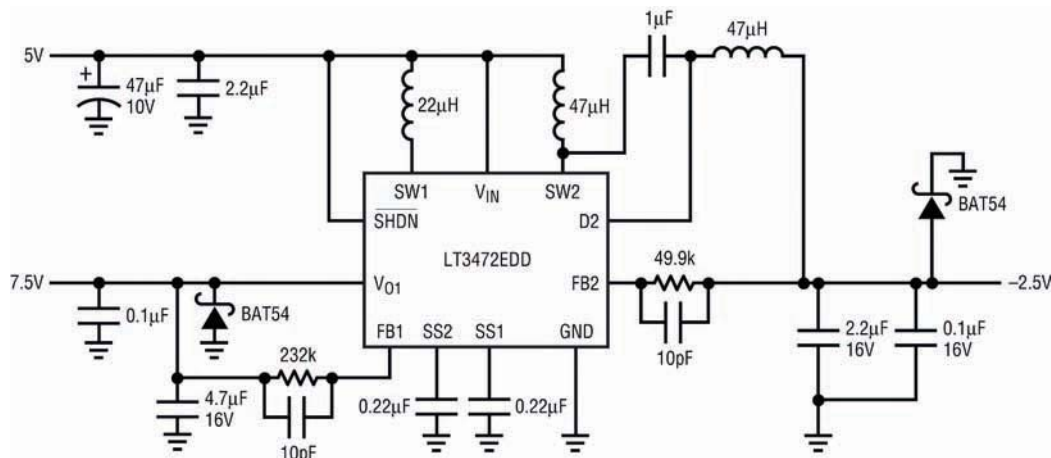 5V
+
47μF
10V
2.2μF
22μH
47μH
1μF
47μH
SW1
VIN
SW2
SHDN
D2
BAT54
LT3472EDD
7.5V
VO1
FB2
49.9k
–2.5V
0.1μF
BAT54
FB1
SS2
SS1
GND
10pF
2.2μF
16V
0.1μF
16V
232k
4.7μF
16V
10pF
0.22μF
0.22μF